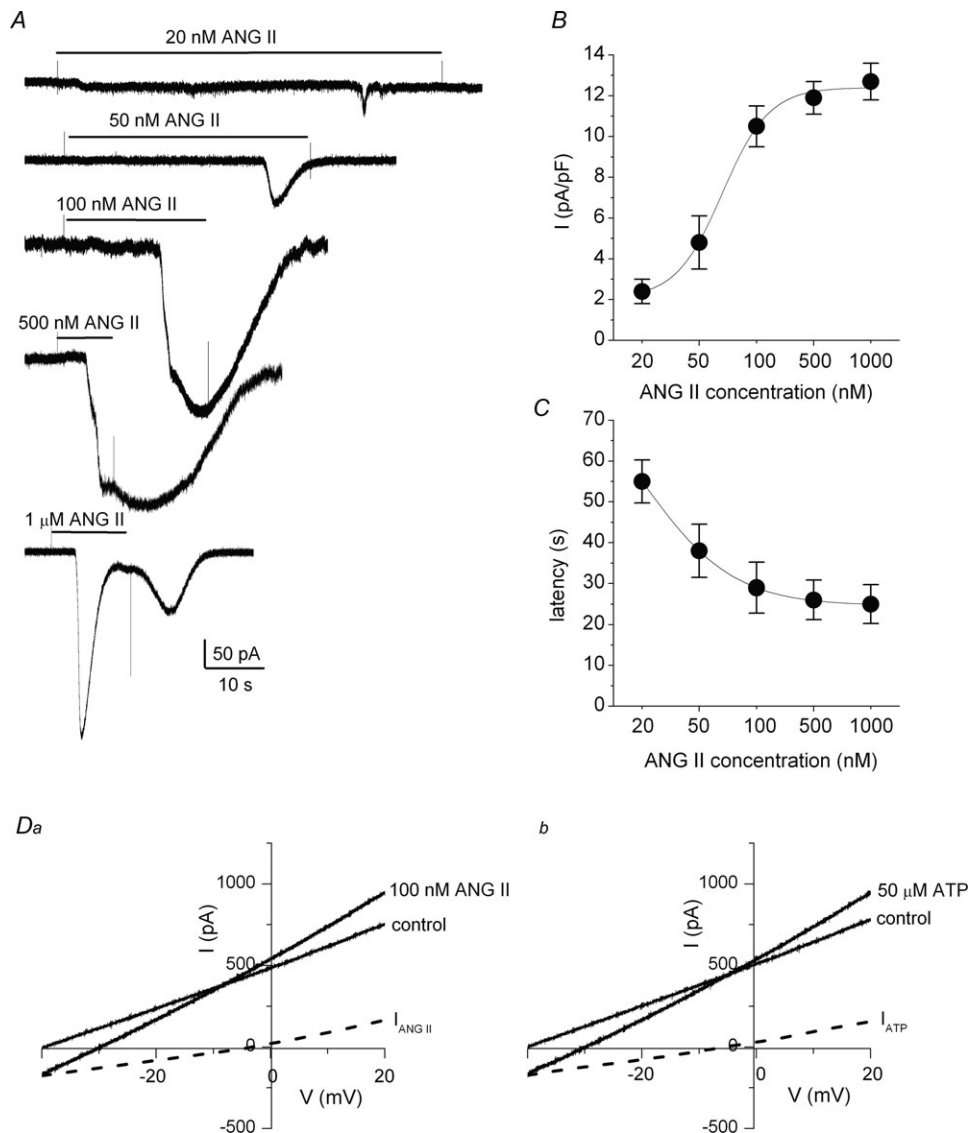 A
20 nM ANG II
50 nM ANG II
100 nM ANG II
500 nM ANG II
1 μM ANG II
50 pA
10 s
B
14
12
10
8
6
4
2
0
I (pA/pF)
20 50 100 500 1000
ANG II concentration (nM)
C
70
60
50
40
30
20
10
0
latency (s)
20 50 100 500 1000
ANG II concentration (nM)
Da
1000
500
0
-500
I (pA)
100 nM ANG II
control
I ANG II
-20 0 20
V (mV)
b
1000
500
0
-500
I (pA)
50 μM ATP
control
I ATP
-20 0 20
V (mV)